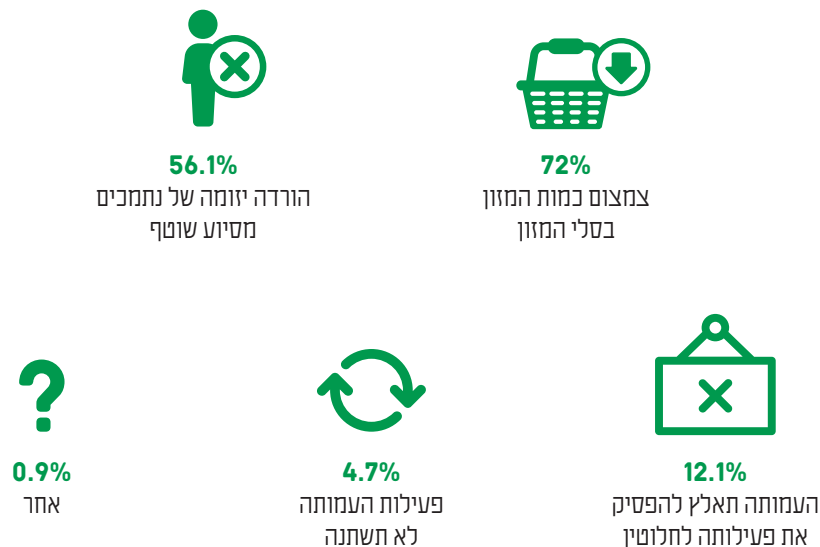 72%
צמצום כמות המזון
בסלי המזון
56.1%
הורדה יזומה של נתמכים
מסיוע שוטף
12.1%
העמותה תאלץ להפסיק
את פעילותה לחלוטין
4.7%
פעילות העמותה
לא תשתנה
0.9%
אחר